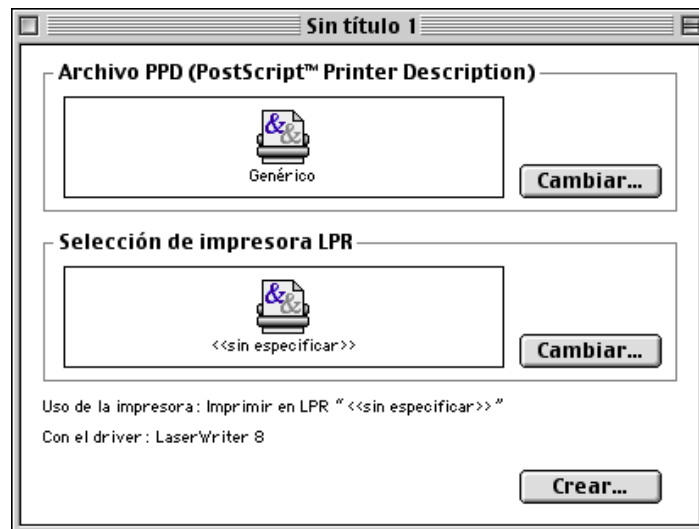 Sin título 1
Archivo PPD (PostScript™ Printer Description)
Genérico
Cambiar...
Selección de impresora LPR
<<sin especificar>>
Cambiar...
Uso de la impresora: Imprimir en LPR “<<sin especificar>>”
Con el driver: LaserWriter 8
Crear...